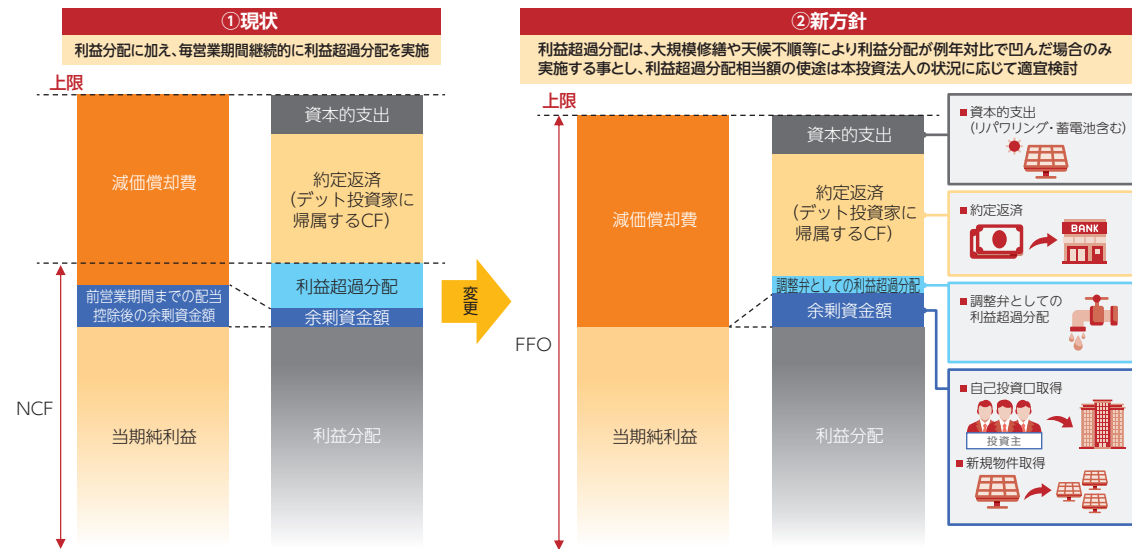 ①現状
利益分配に加え、毎営業期間継続的に利益超過分配を実施
上限
減価償却費
前営業期間までの配当
控除後の余剰資金額
当期純利益
NCF
資本的支出
約定返済
(デット投資家に
帰属するCF)
利益超過分配
余剰資金額
利益分配
変更
②新方針
利益超過分配は、大規模修繕や天候不順等により利益分配が例年対比で凹んだ場合のみ
実施する事とし、利益超過分配相当額の使途は本投資法人の状況に応じて適宜検討
上限
FFO
減価償却費
当期純利益
資本的支出
約定返済
(デット投資家に
帰属するCF)
調整弁としての利益超過分配
余剰資金額
利益分配
■資本的支出
(リパワリング・蓄電池含む)
■約定返済
BANK
■調整弁としての
利益超過分配
■自己投資口取得
投資主
■新規物件取得